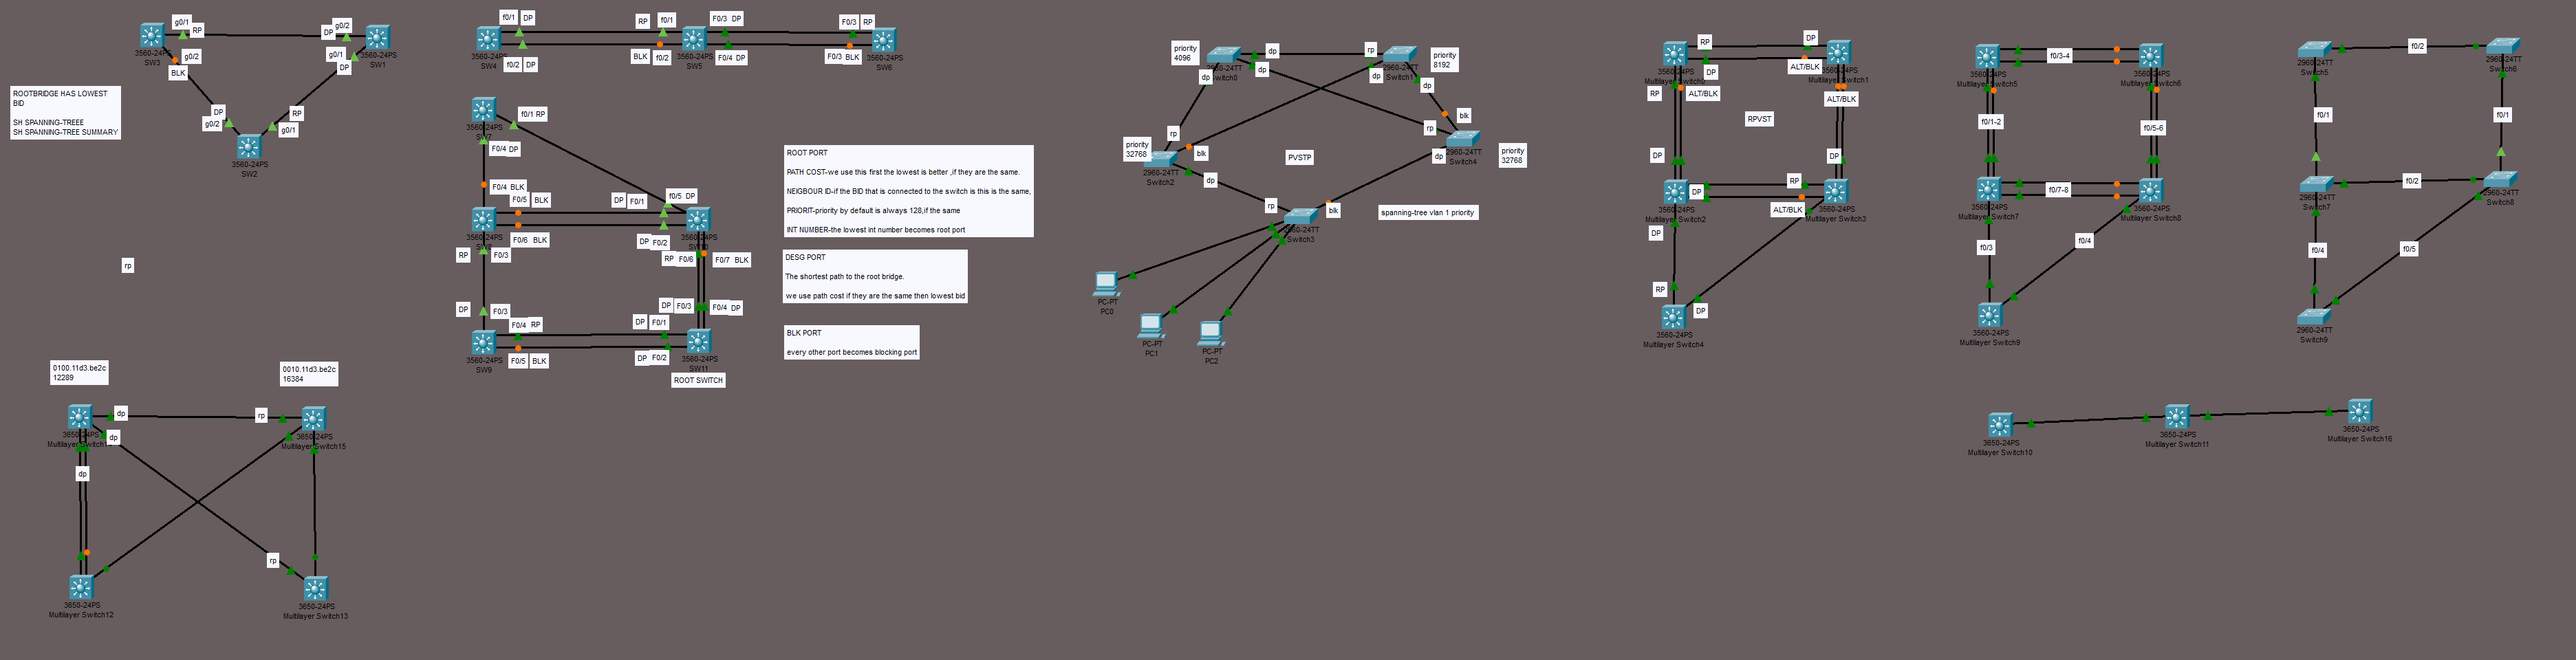 g0/1
RP
g0/2
DP
3560-24PS
SW3
3560-24PS
SW1
g0/2
BLK
g0/1
DP
DP
g0/2
RP
g0/1
3560-24PS
SW2
ROOTBRIDGE HAS LOWEST
BID
SH SPANNING-TREEE
SH SPANNING-TREE SUMMARY
rp
f0/1 DP
RP f0/1
F0/3 DP
F0/3 RP
3560-24PS
SW4
f0/2 DP
BLK f0/2
3560-24PS
SW5
F0/4 DP
F0/3 BLK
3560-24PS
SW6
3560-24PS
SW7
f0/1 RP
F0/4 DP
F0/4 BLK
F0/5 BLK
DP F0/1
f0/5 DP
3560-24PS
F0/6 BLK
RP F0/3
3560-24PS
DP F0/2
RP F0/6
F0/7 BLK
DP F0/3
F0/4 RP
DP F0/1
DP F0/3
F0/4 DP
3560-24PS
SW9
F0/5 BLK
DP F0/2
3560-24PS
SW11
ROOT SWITCH
ROOT PORT
PATH COST-we use this first the lowest is better ,if they are the same.
NEIGBOUR ID-if the BID that is connected to the switch is this is the same,
PRIORIT-priority by default is always 128,if the same
INT NUMBER-the lowest int number becomes root port
DESG PORT
The shortest path to the root bridge.
we use path cost if they are the same then lowest bid
BLK PORT
every other port becomes blocking port
0100.11d3.be2c
12289
0010.11d3.be2c
16384
dp
rp
3650-24PS
Multilayer Switch1
dp
3650-24PS
Multilayer Switch15
dp
rp
3650-24PS
Multilayer Switch12
3650-24PS
Multilayer Switch13
priority
4096
dp
rp
priority
8192
2960-24TT
Switch0
dp
dp
2960-24TT
Switch1
dp
dp
blk
rp
2960-24TT
Switch4
priority
32768
rp
priority
32768
blk
PVSTP
dp
2960-24TT
Switch2
dp
rp
blk
2960-24TT
Switch3
spanning-tree vlan 1 priority
PC-PT
PC0
PC-PT
PC1
PC-PT
PC2
RP
DP
3560-24PS
Multilayer Switch0
DP
ALT/BLK
3560-24PS
Multilayer Switch1
RP
ALT/BLK
ALT/BLK
RPVST
DP
DP
DP
RP
3560-24PS
Multilayer Switch2
ALT/BLK
3560-24PS
Multilayer Switch3
DP
RP
DP
3560-24PS
Multilayer Switch4
f0/3-4
3560-24PS
Multilayer Switch5
3560-24PS
Multilayer Switch6
f0/1-2
f0/5-6
f0/7-8
3560-24PS
Multilayer Switch7
3560-24PS
Multilayer Switch8
f0/3
f0/4
3560-24PS
Multilayer Switch9
f0/2
2960-24TT
Switch5
2960-24TT
Switch6
f0/1
f0/1
f0/2
2960-24TT
Switch7
2960-24TT
Switch8
f0/4
f0/5
2960-24TT
Switch9
3650-24PS
Multilayer Switch10
3650-24PS
Multilayer Switch11
3650-24PS
Multilayer Switch16